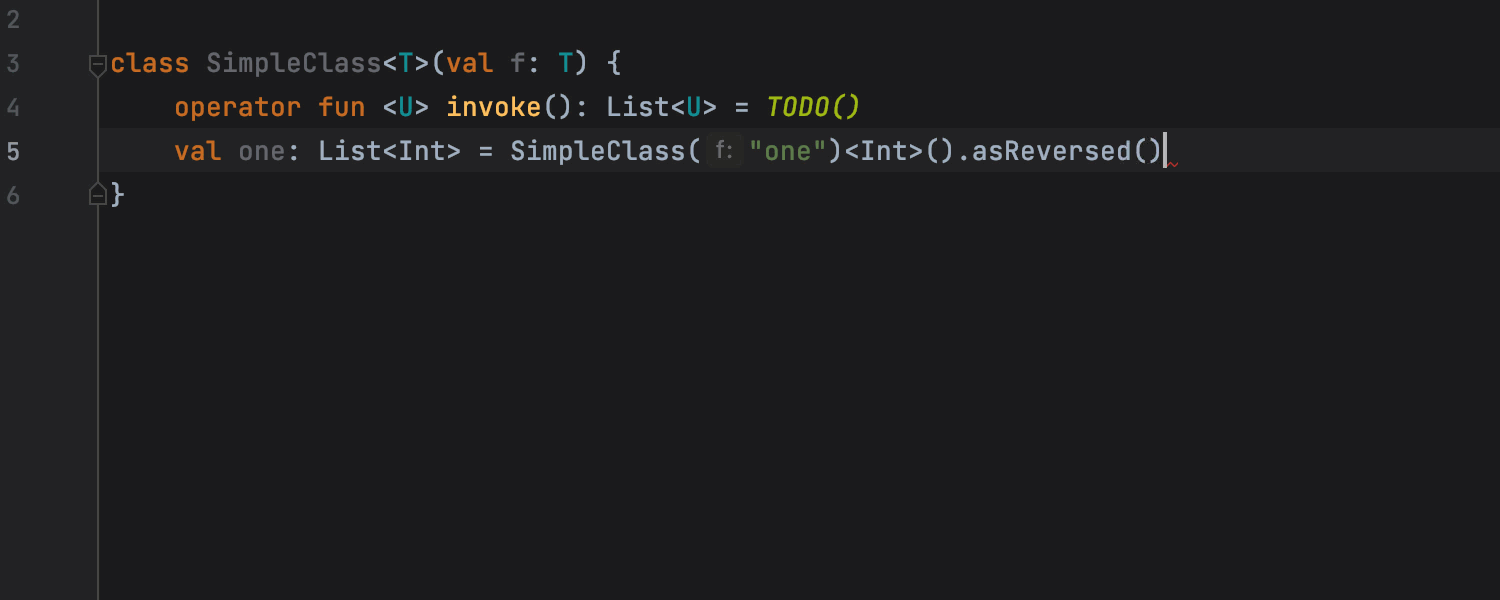 2
3 class SimpleClass<T>(val f: T) {
4 operator fun <U> invoke(): List<U> = TODO()
5 val one: List<Int> = SimpleClass( f: "one")<Int>().asReversed()
6 }